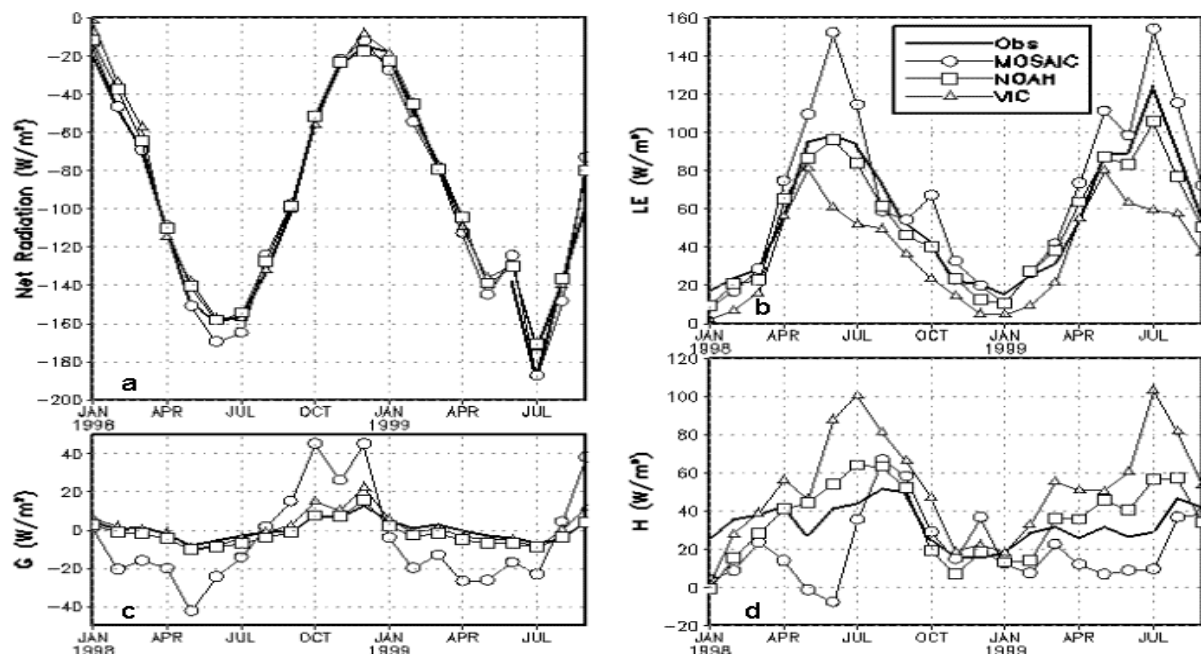 Net Radiation (W/m²)
0
-20
-40
-60
-80
-100
-120
-140
-160
-180
-200
a
JAN APR JUL OCT JAN APR JUL
1998 1999
LE (W/m²)
160
140
120
100
80
60
40
20
0
Obs
MOSAIC
NOAH
VIC
b
JAN APR JUL OCT JAN APR JUL
1998 1999
G (W/m²)
40
20
0
-20
-40
c
JAN APR JUL OCT JAN APR JUL
1998 1999
H (W/m²)
120
100
80
60
40
20
0
-20
d
JAN APR JUL OCT JAN APR JUL
1998 1999